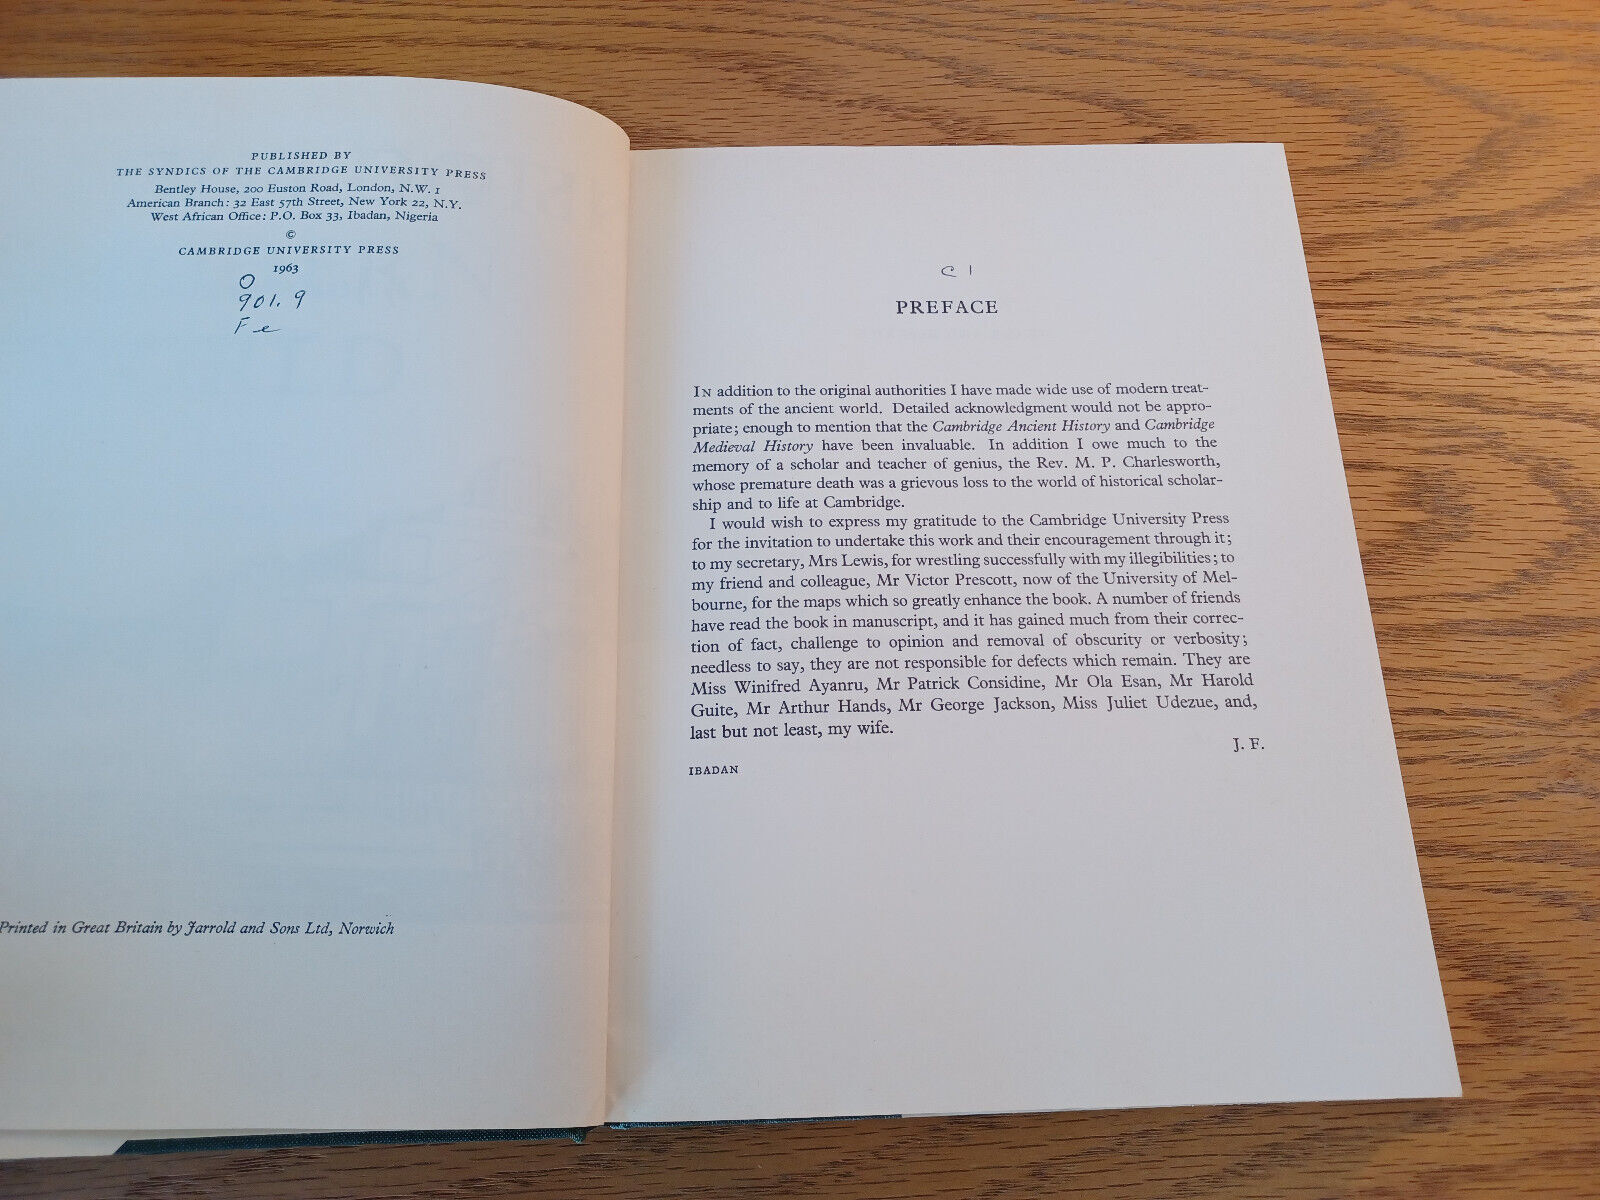 PUBLISHED BY
THE SYNDICS OF THE CAMBRIDGE UNIVERSITY PRESS
Bentley House, 200 Euston Road, London, N.W. 1
American Branch: 32 East 57th Street, New York 22, N.Y.
West African Office: P.O. Box 33, Ibadan, Nigeria
©
CAMBRIDGE UNIVERSITY PRESS
1963
O
901.9
Fe
Printed in Great Britain by Jarrold and Sons Ltd, Norwich
C 1
PREFACE
IN addition to the original authorities I have made wide use of modern treat-
ments of the ancient world. Detailed acknowledgment would not be appro-
priate; enough to mention that the Cambridge Ancient History and Cambridge
Medieval History have been invaluable. In addition I owe much to the
memory of a scholar and teacher of genius, the Rev. M. P. Charlesworth,
whose premature death was a grievous loss to the world of historical scholar-
ship and to life at Cambridge.
I would wish to express my gratitude to the Cambridge University Press
for the invitation to undertake this work and their encouragement through it;
to my secretary, Mrs Lewis, for wrestling successfully with my illegibilities; to
my friend and colleague, Mr Victor Prescott, now of the University of Mel-
bourne, for the maps which so greatly enhance the book. A number of friends
have read the book in manuscript, and it has gained much from their correc-
tion of fact, challenge to opinion and removal of obscurity or verbosity;
needless to say, they are not responsible for defects which remain. They are
Miss Winifred Ayanru, Mr Patrick Considine, Mr Ola Esan, Mr Harold
Guite, Mr Arthur Hands, Mr George Jackson, Miss Juliet Udezue, and,
last but not least, my wife.
J. F.
IBADAN